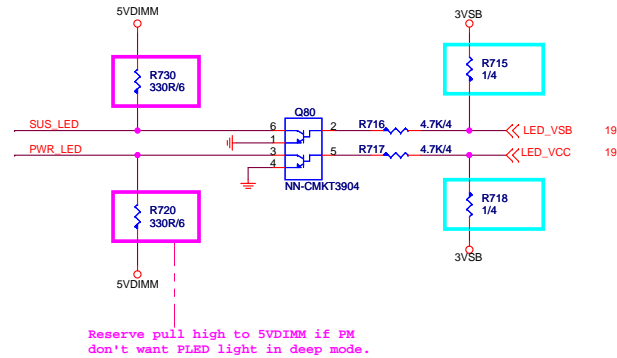 5VDIMM
3VSB
R730
330R/6
R715
1/4
Q80
SUS_LED
6
2
R716
4.7K/4
LED_VSB
19
1
PWR_LED
3
5
R717
4.7K/4
LED_VCC
19
4
NN-CMKT3904
R720
330R/6
R718
1/4
5VDIMM
3VSB
Reserve pull high to 5VDIMM if PM
don't want PLED light in deep mode.